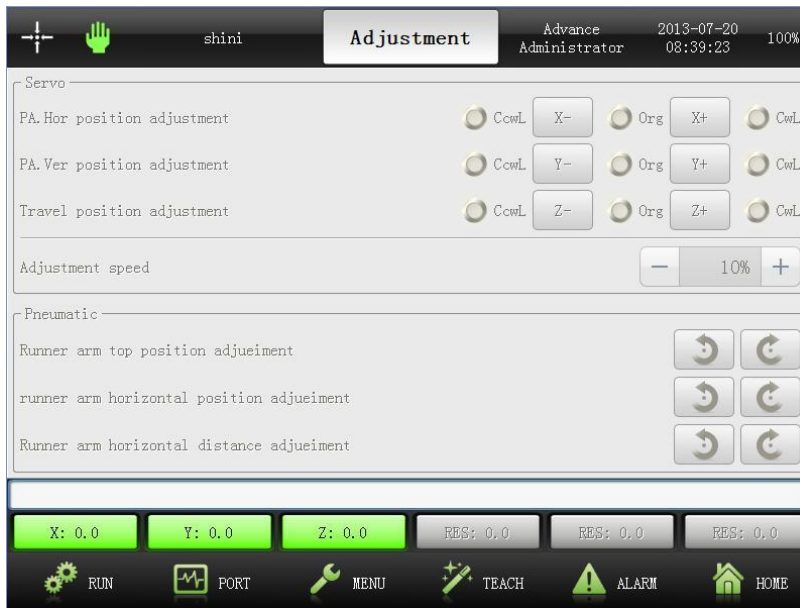 shini Adjustment Advance Administrator 2013-07-20 08:39:23 100%
Servo
PA.Hor position adjustment CcwL X- Org X+ CwL
PA.Ver position adjustment CcwL Y- Org Y+ CwL
Travel position adjustment CcwL Z- Org Z+ CwL
Adjustment speed 10%
Pneumatic
Runner arm top position adjueiment
runner arm horizontal position adjueiment
Runner arm horizontal distance adjueiment
X: 0.0 Y: 0.0 Z: 0.0 RES: 0.0 RES: 0.0 RES: 0.0
RUN PORT MENU TEACH ALARM HOME